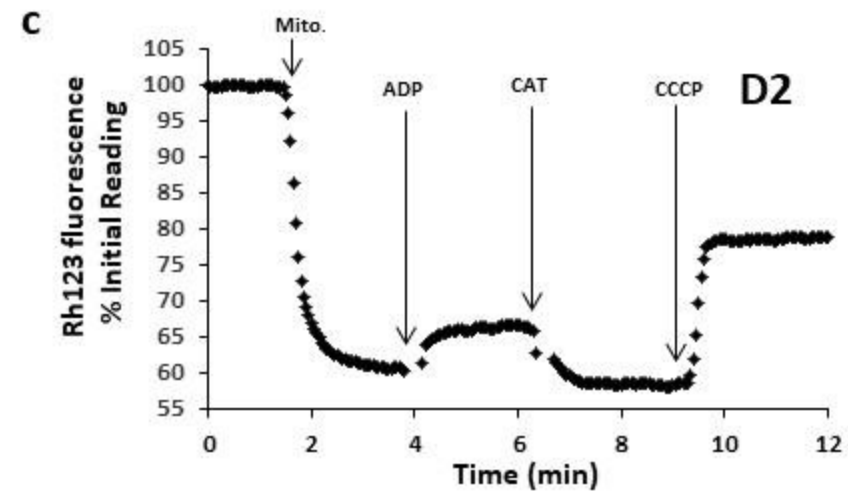 C
Mito.
ADP
CAT
CCCP
D2
Rh123 fluorescence
% Initial Reading
105
100
95
90
85
80
75
70
65
60
55
0 2 4 6 8 10 12
Time (min)